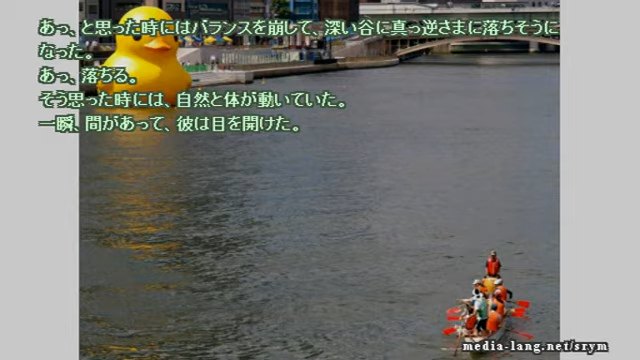 あっ、と思った時にはバランスを崩して、深い谷に真っ逆さまに落ちそうに
なった。
あっ、落ちる。
そう思った時には、自然と体が動いていた。
一瞬、間があって、彼は目を開けた。
media-lang.net/srym